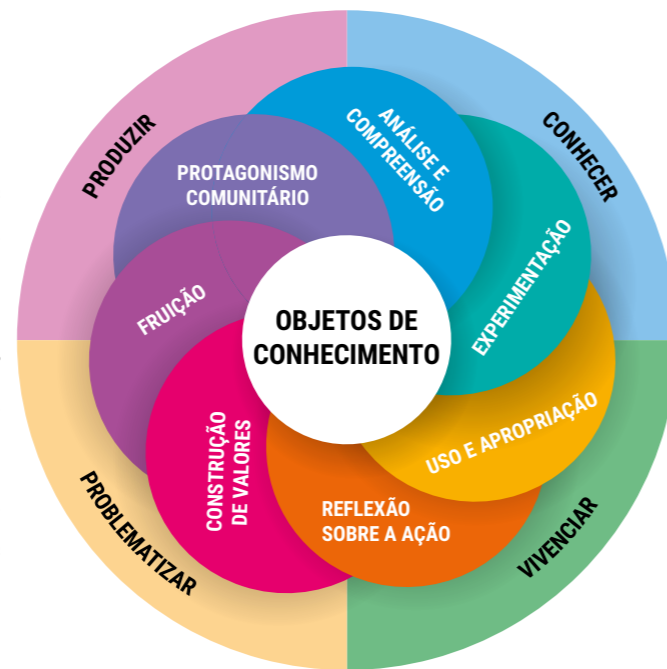 PRODUZIR
CONHECER
ANÁLISE E
COMPREENSÃO
PROTAGONISMO
COMUNITÁRIO
EXPERIMENTAÇÃO
FRUIÇÃO
OBJETOS DE
CONHECIMENTO
USO E APROPRIAÇÃO
CONSTRUÇÃO
DE VALORES
REFLEXÃO
SOBRE A AÇÃO
PROBLEMATIZAR
VIVENCIAR